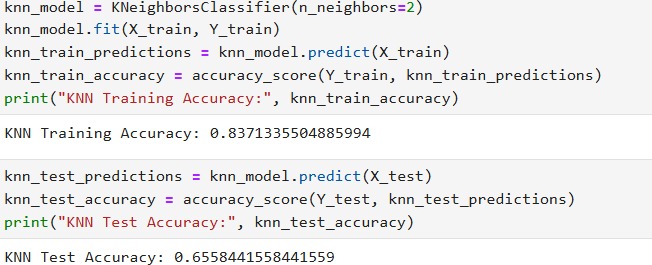 knn_model = KNeighborsClassifier(n_neighbors=2)
knn_model.fit(X_train, Y_train)
knn_train_predictions = knn_model.predict(X_train)
knn_train_accuracy = accuracy_score(Y_train, knn_train_predictions)
print("KNN Training Accuracy:", knn_train_accuracy)
KNN Training Accuracy: 0.8371335504885994
knn_test_predictions = knn_model.predict(X_test)
knn_test_accuracy = accuracy_score(Y_test, knn_test_predictions)
print("KNN Test Accuracy:", knn_test_accuracy)
KNN Test Accuracy: 0.6558441558441559